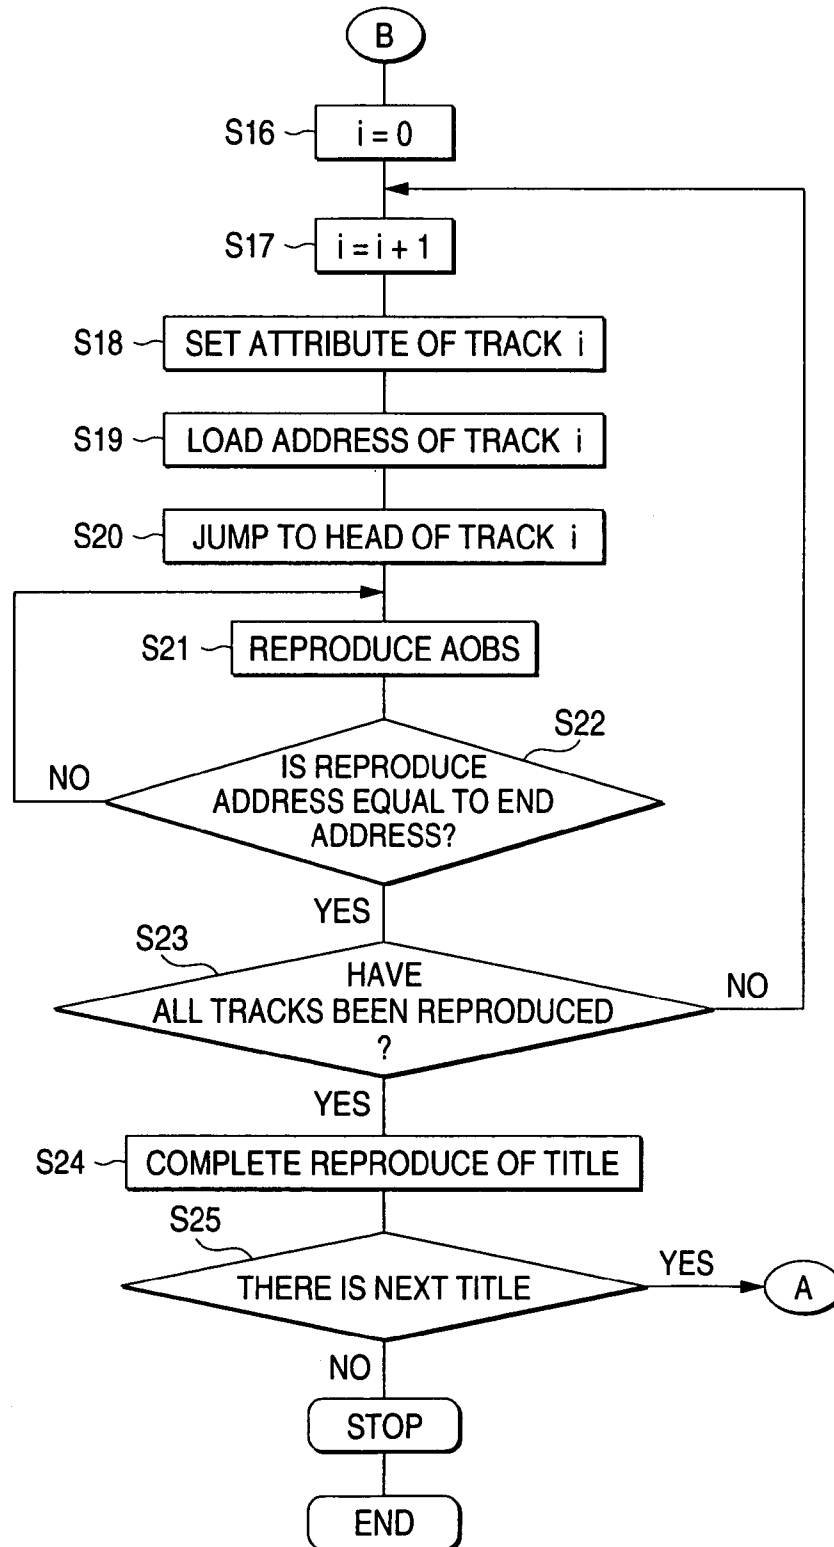 B
S16
i = 0
S17
i = i + 1
S18
SET ATTRIBUTE OF TRACK i
S19
LOAD ADDRESS OF TRACK i
S20
JUMP TO HEAD OF TRACK i
S21
REPRODUCE AOBS
S22
NO
IS REPRODUCE
ADDRESS EQUAL TO END
ADDRESS?
YES
S23
HAVE
ALL TRACKS BEEN REPRODUCED
?
NO
YES
S24
COMPLETE REPRODUCE OF TITLE
S25
THERE IS NEXT TITLE
YES
A
NO
STOP
END